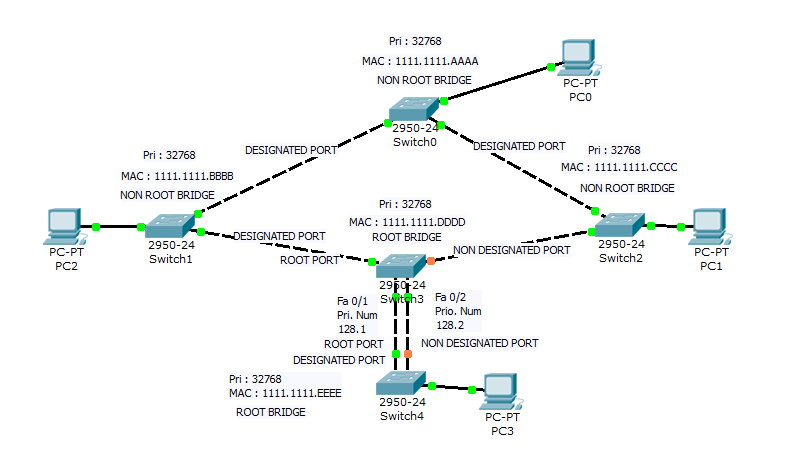 Pri : 32768
MAC : 1111.1111.AAAA
NON ROOT BRIDGE
PC-PT
PC0
2950-24
Switch0
DESIGNATED PORT
DESIGNATED PORT
Pri : 32768
MAC : 1111.1111.BBBB
NON ROOT BRIDGE
Pri : 32768
MAC : 1111.1111.CCCC
NON ROOT BRIDGE
PC-PT
PC2
2950-24
Switch1
Pri : 32768
MAC : 1111.1111.DDDD
ROOT BRIDGE
2950-24
Switch2
PC-PT
PC1
DESIGNATED PORT
ROOT PORT
NON DESIGNATED PORT
2950-24
Switch3
Fa 0/1
Prio. Num
128.1
Fa 0/2
Prio. Num
128.2
ROOT PORT
DESIGNATED PORT
NON DESIGNATED PORT
Pri : 32768
MAC : 1111.1111.EEEE
ROOT BRIDGE
2950-24
Switch4
PC-PT
PC3